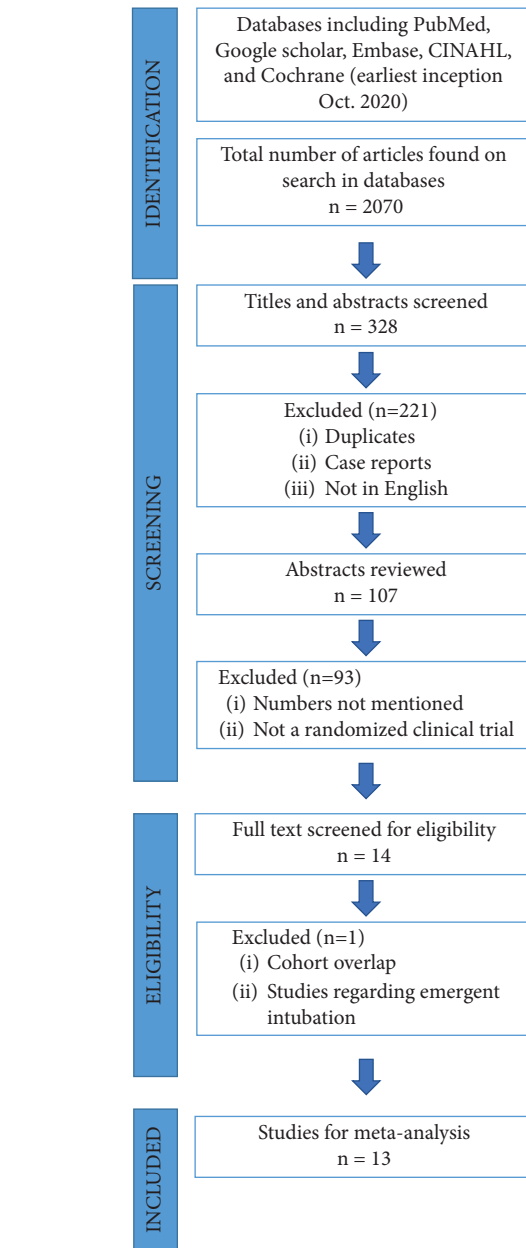 IDENTIFICATION
Databases including PubMed,
Google scholar, Embase, CINAHL,
and Cochrane (earliest inception
Oct. 2020)
Total number of articles found on
search in databases
n = 2070
SCREENING
Titles and abstracts screened
n = 328
Excluded (n=221)
(i) Duplicates
(ii) Case reports
(iii) Not in English
Abstracts reviewed
n = 107
Excluded (n=93)
(i) Numbers not mentioned
(ii) Not a randomized clinical trial
ELIGIBILITY
Full text screened for eligibility
n = 14
Excluded (n=1)
(i) Cohort overlap
(ii) Studies regarding emergent
intubation
INCLUDED
Studies for meta-analysis
n = 13